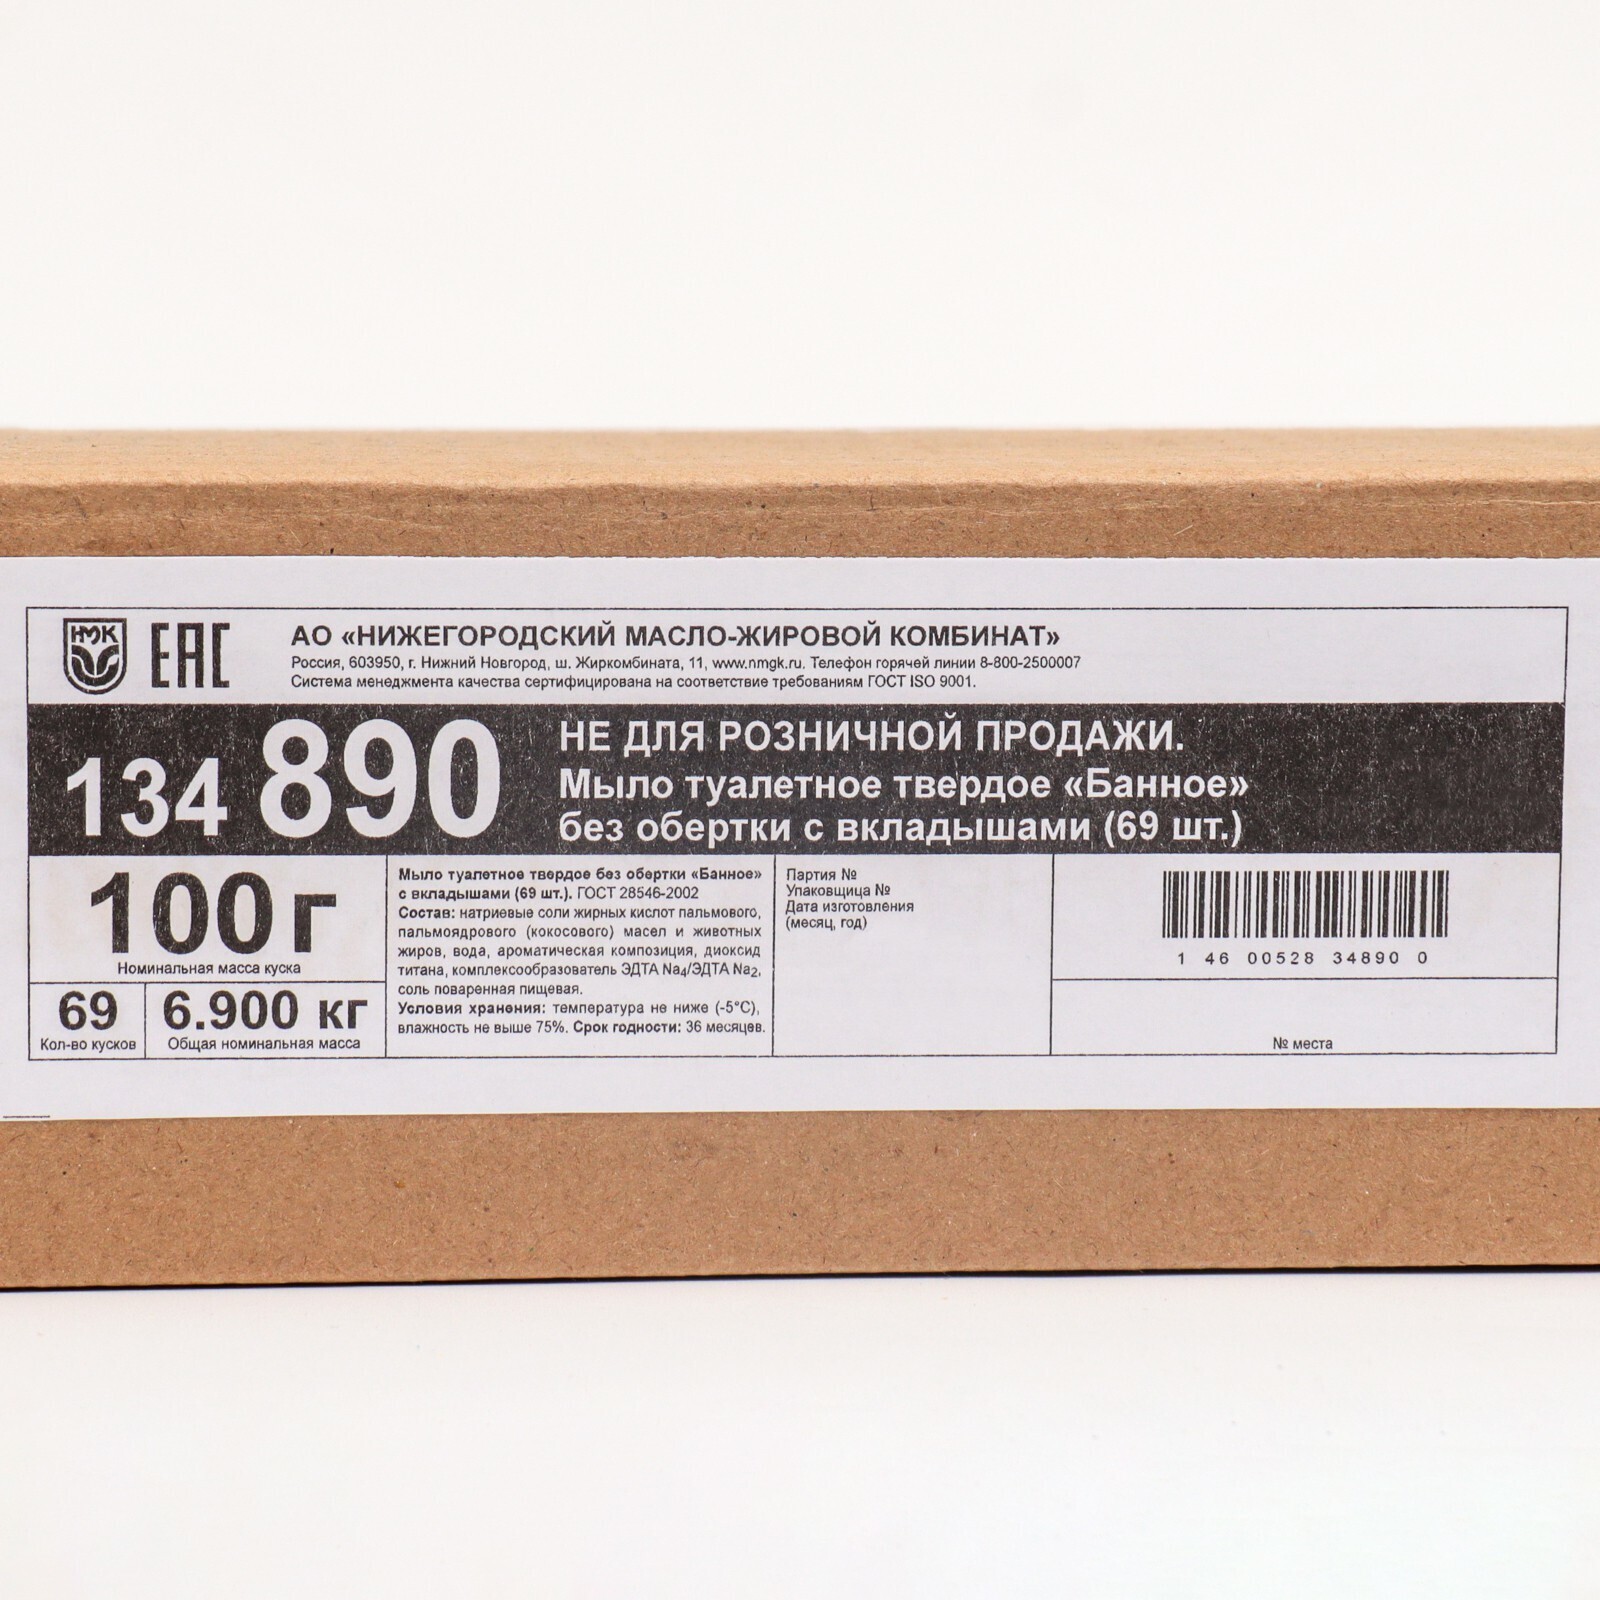 НМЖК EAC
АО «НИЖЕГОРОДСКИЙ МАСЛО-ЖИРОВОЙ КОМБИНАТ»
Россия, 603950, г. Нижний Новгород, ш. Жиркомбината, 11, www.nmgk.ru. Телефон горячей линии 8-800-2500007
Система менеджмента качества сертифицирована на соответствие требованиям ГОСТ ISO 9001.
134 890
НЕ ДЛЯ РОЗНИЧНОЙ ПРОДАЖИ.
Мыло туалетное твердое «Банное»
без обертки с вкладышами (69 шт.)
100 г
Номинальная масса куска
69
Кол-во кусков
6.900 кг
Общая номинальная масса
Мыло туалетное твердое без обертки «Банное»
с вкладышами (69 шт.). ГОСТ 28546-2002
Состав: натриевые соли жирных кислот пальмового,
пальмоядрового (кокосового) масел и животных
жиров, вода, ароматическая композиция, диоксид
титана, комплексообразователь ЭДТА Na4/ЭДТА Na2,
соль поваренная пищевая.
Условия хранения: температура не ниже (-5°С),
влажность не выше 75%. Срок годности: 36 месяцев.
Партия №
Упаковщица №
Дата изготовления
(месяц, год)
1 46 00528 34890 0
№ места